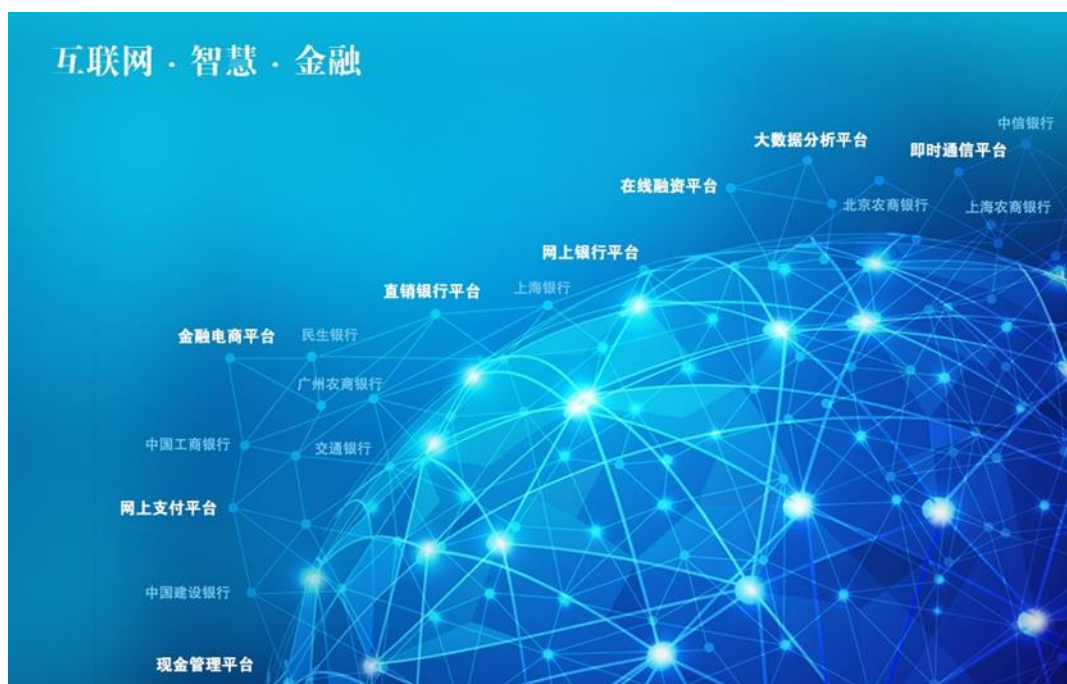 互联网 · 智慧 · 金融
中信银行
大数据分析平台
即时通信平台
在线融资平台
北京农商银行
上海农商银行
网上银行平台
直销银行平台
上海银行
金融电商平台
民生银行
广州农商银行
中国工商银行
交通银行
网上支付平台
中国建设银行
现金管理平台